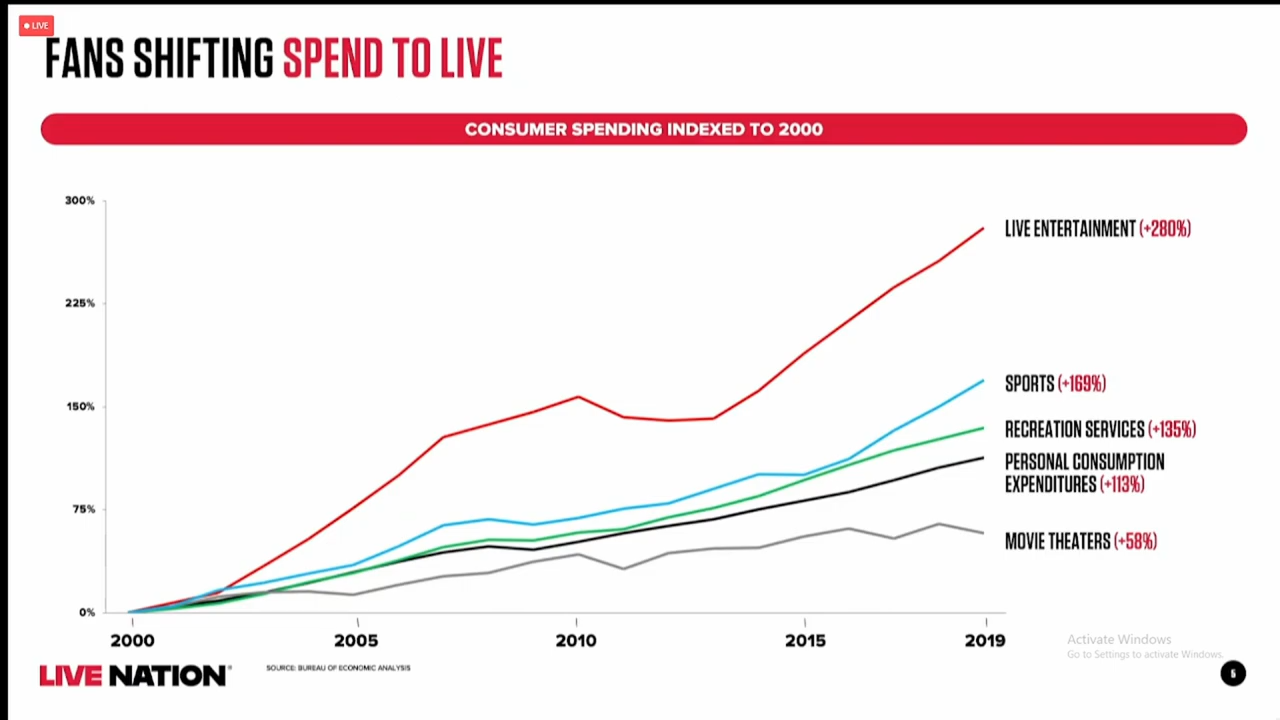 LIVE
FANS SHIFTING SPEND TO LIVE
CONSUMER SPENDING INDEXED TO 2000
300%
225%
150%
75%
0%
LIVE ENTERTAINMENT (+280%)
SPORTS (+169%)
RECREATION SERVICES (+135%)
PERSONAL CONSUMPTION
EXPENDITURES (+113%)
MOVIE THEATERS (+58%)
2000
2005
2010
2015
2019
Activate Windows
Go to Settings to activate Windows.
LIVE NATION®
SOURCE: BUREAU OF ECONOMIC ANALYSIS